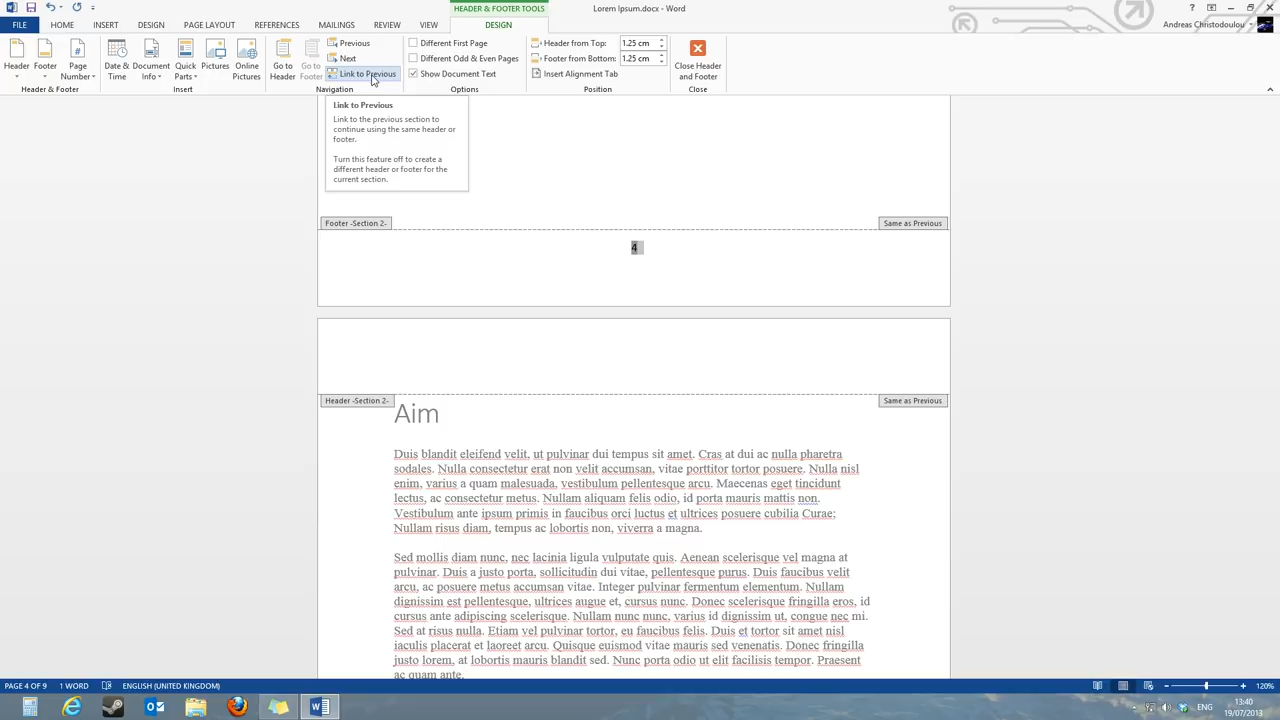 HEADER & FOOTER TOOLS
Lorem Ipsum.docx - Word
FILE HOME INSERT DESIGN PAGE LAYOUT REFERENCES MAILINGS REVIEW VIEW DESIGN
Andreas Christodoulou
Header
Footer
Page Number
Date & Time
Document Info
Quick Parts
Pictures
Online Pictures
Go to Header
Go to Footer
Previous
Next
Link to Previous
Different First Page
Different Odd & Even Pages
Show Document Text
Header from Top: 1.25 cm
Footer from Bottom: 1.25 cm
Insert Alignment Tab
Close Header and Footer
Header & Footer Insert Navigation Options Position Close
Link to Previous
Link to the previous section to
continue using the same header or
footer.
Turn this feature off to create a
different header or footer for the
current section.
Footer -Section 2- Same as Previous
4
Header -Section 2- Same as Previous
Aim
Duis blandit eleifend velit, ut pulvinar dui tempus sit amet. Cras at dui ac nulla pharetra
sodales. Nulla consectetur erat non velit accumsan, vitae porttitor tortor posuere. Nulla nisl
enim, varius a quam malesuada, vestibulum pellentesque arcu. Maecenas eget tincidunt
lectus, ac consectetur metus. Nullam aliquam felis odio, id porta mauris mattis non.
Vestibulum ante ipsum primis in faucibus orci luctus et ultrices posuere cubilia Curae;
Nullam risus diam, tempus ac lobortis non, viverra a magna.
Sed mollis diam nunc, nec lacinia ligula vulputate quis. Aenean scelerisque vel magna at
pulvinar. Duis a justo porta, sollicitudin dui vitae, pellentesque purus. Duis faucibus velit
arcu, ac posuere metus accumsan vitae. Integer pulvinar fermentum elementum. Nullam
dignissim est pellentesque, ultrices augue et, cursus nunc. Donec scelerisque fringilla eros, id
cursus ante adipiscing scelerisque. Nullam nunc nunc, varius id dignissim ut, congue nec mi.
Sed at risus nulla. Etiam vel pulvinar tortor, eu faucibus felis. Duis et tortor sit amet nisl
iaculis placerat et laoreet arcu. Quisque euismod vitae mauris sed venenatis. Donec fringilla
justo lorem, at lobortis mauris blandit sed. Nunc porta odio ut elit facilisis tempor. Praesent
ac quam ante.
PAGE 4 OF 9 1 WORD ENGLISH (UNITED KINGDOM) 120%
ENG
13:40
19/07/2013